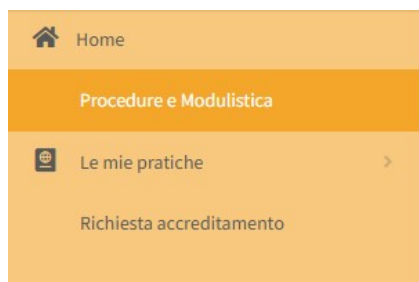 Home
Procedure e Modulistica
Le mie pratiche
Richiesta accreditamento